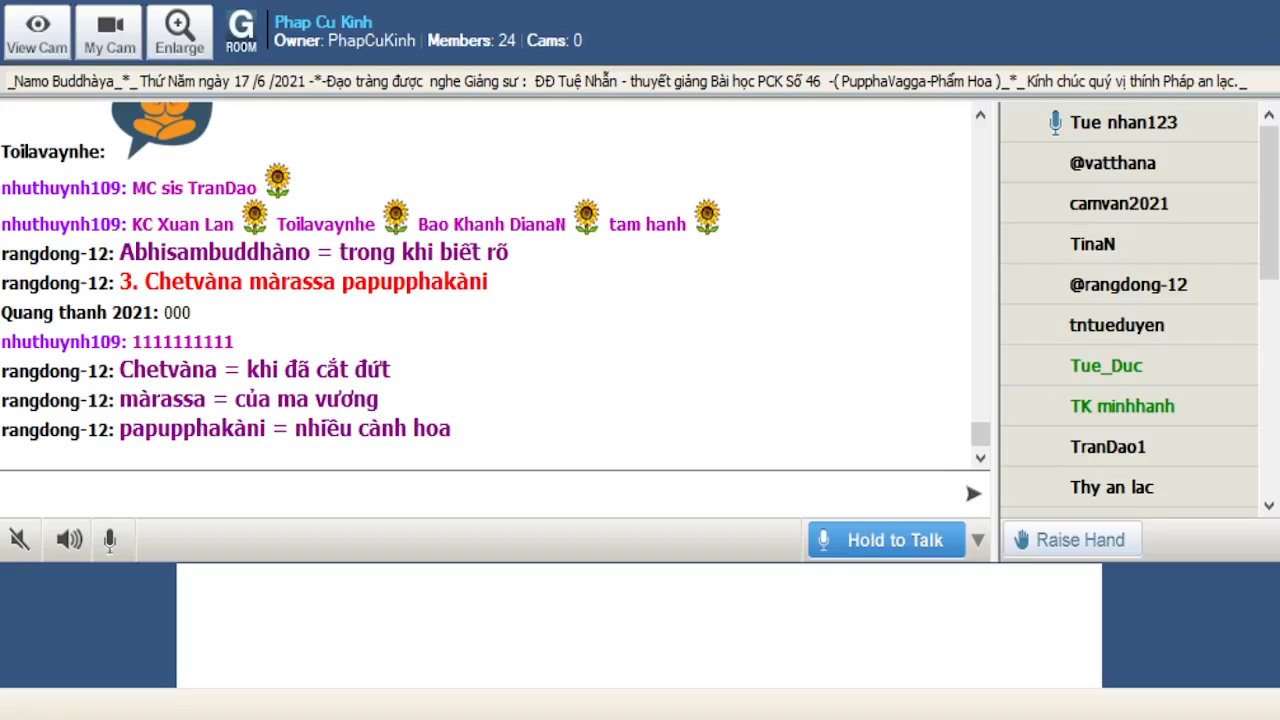 View Cam
My Cam
Enlarge
G
ROOM
Phap Cu Kinh
Owner: PhapCuKinh | Members: 24 | Cams: 0
_Namo Buddhàya_*_ Thứ Năm ngày 17 /6 /2021 -*-Đạo tràng được nghe Giảng sư : ĐĐ Tuệ Nhẫn - thuyết giảng Bài học PCK Số 46 -( PupphaVagga-Phẩm Hoa )_*_ Kính chúc quý vị thính Pháp an lạc._
Toilavaynhe:
nhuthuynh109: MC sis TranDao
nhuthuynh109: KC Xuan Lan Toilavaynhe Bao Khanh DianaN tam hanh
rangdong-12: Abhisambuddhàno = trong khi biết rõ
rangdong-12: 3. Chetvàna màrassa papupphakàni
Quang thanh 2021: 000
nhuthuynh109: 1111111111
rangdong-12: Chetvàna = khi đã cắt đứt
rangdong-12: màrassa = của ma vương
rangdong-12: papupphakàni = nhiều cành hoa
Tue nhan123
@vatthana
camvan2021
TinaN
@rangdong-12
tntueduyen
Tue_Duc
TK minhhanh
TranDao1
Thy an lac
Hold to Talk
Raise Hand